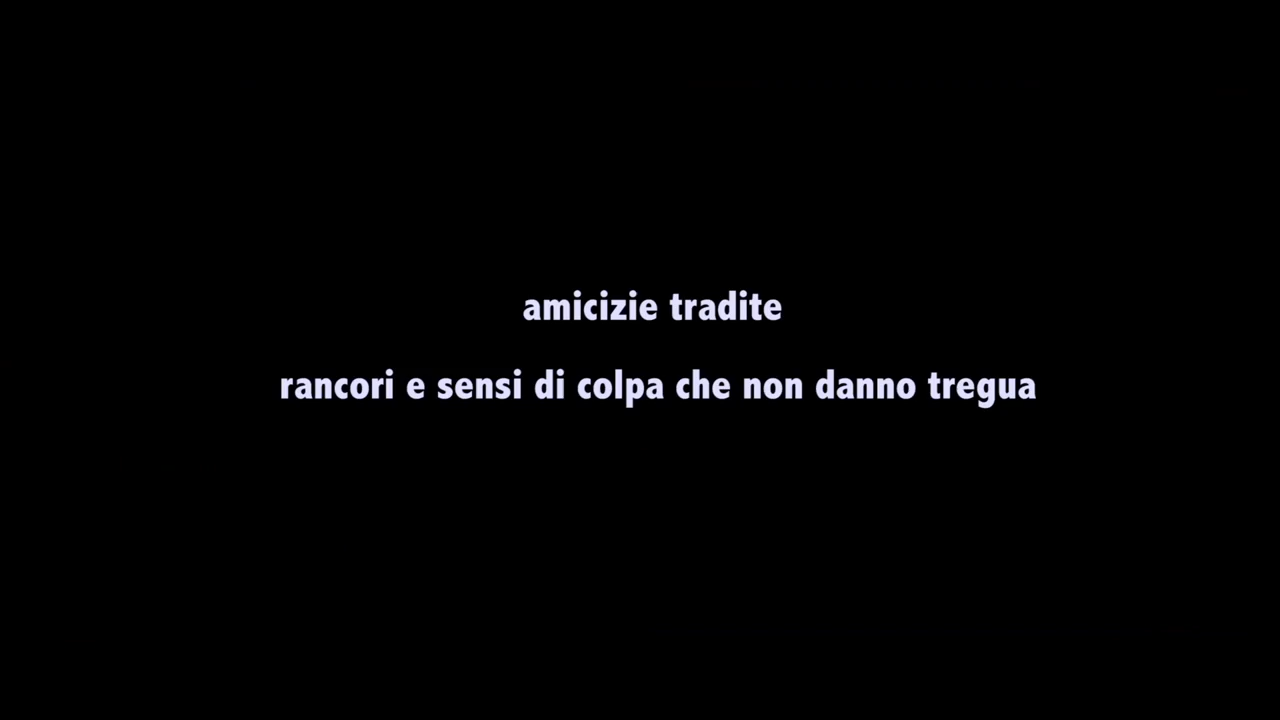 amicizie tradite
rancori e sensi di colpa che non danno tregua